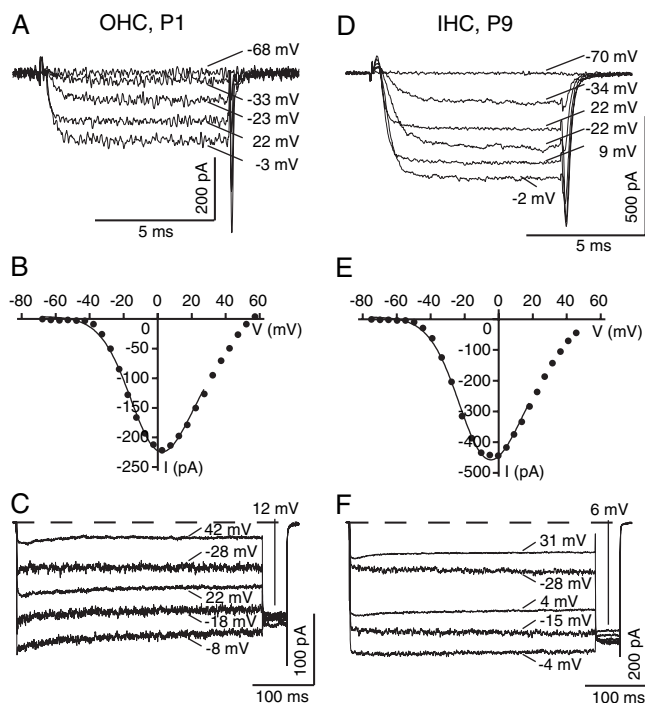 OHC, P1
A
-68 mV
-33 mV
-23 mV
22 mV
-3 mV
200 pA
5 ms
IHC, P9
D
-70 mV
-34 mV
22 mV
-22 mV
9 mV
-2 mV
500 pA
5 ms
B
-80 -60 -40 -20 0 20 40 60
V (mV)
0
-50
-100
-150
-200
-250
I (pA)
E
-80 -60 -40 -20 0 20 40 60
V (mV)
0
-100
-200
-300
-400
-500
I (pA)
C
12 mV
42 mV
-28 mV
22 mV
-18 mV
-8 mV
100 pA
100 ms
F
6 mV
31 mV
-28 mV
4 mV
-15 mV
-4 mV
200 pA
100 ms